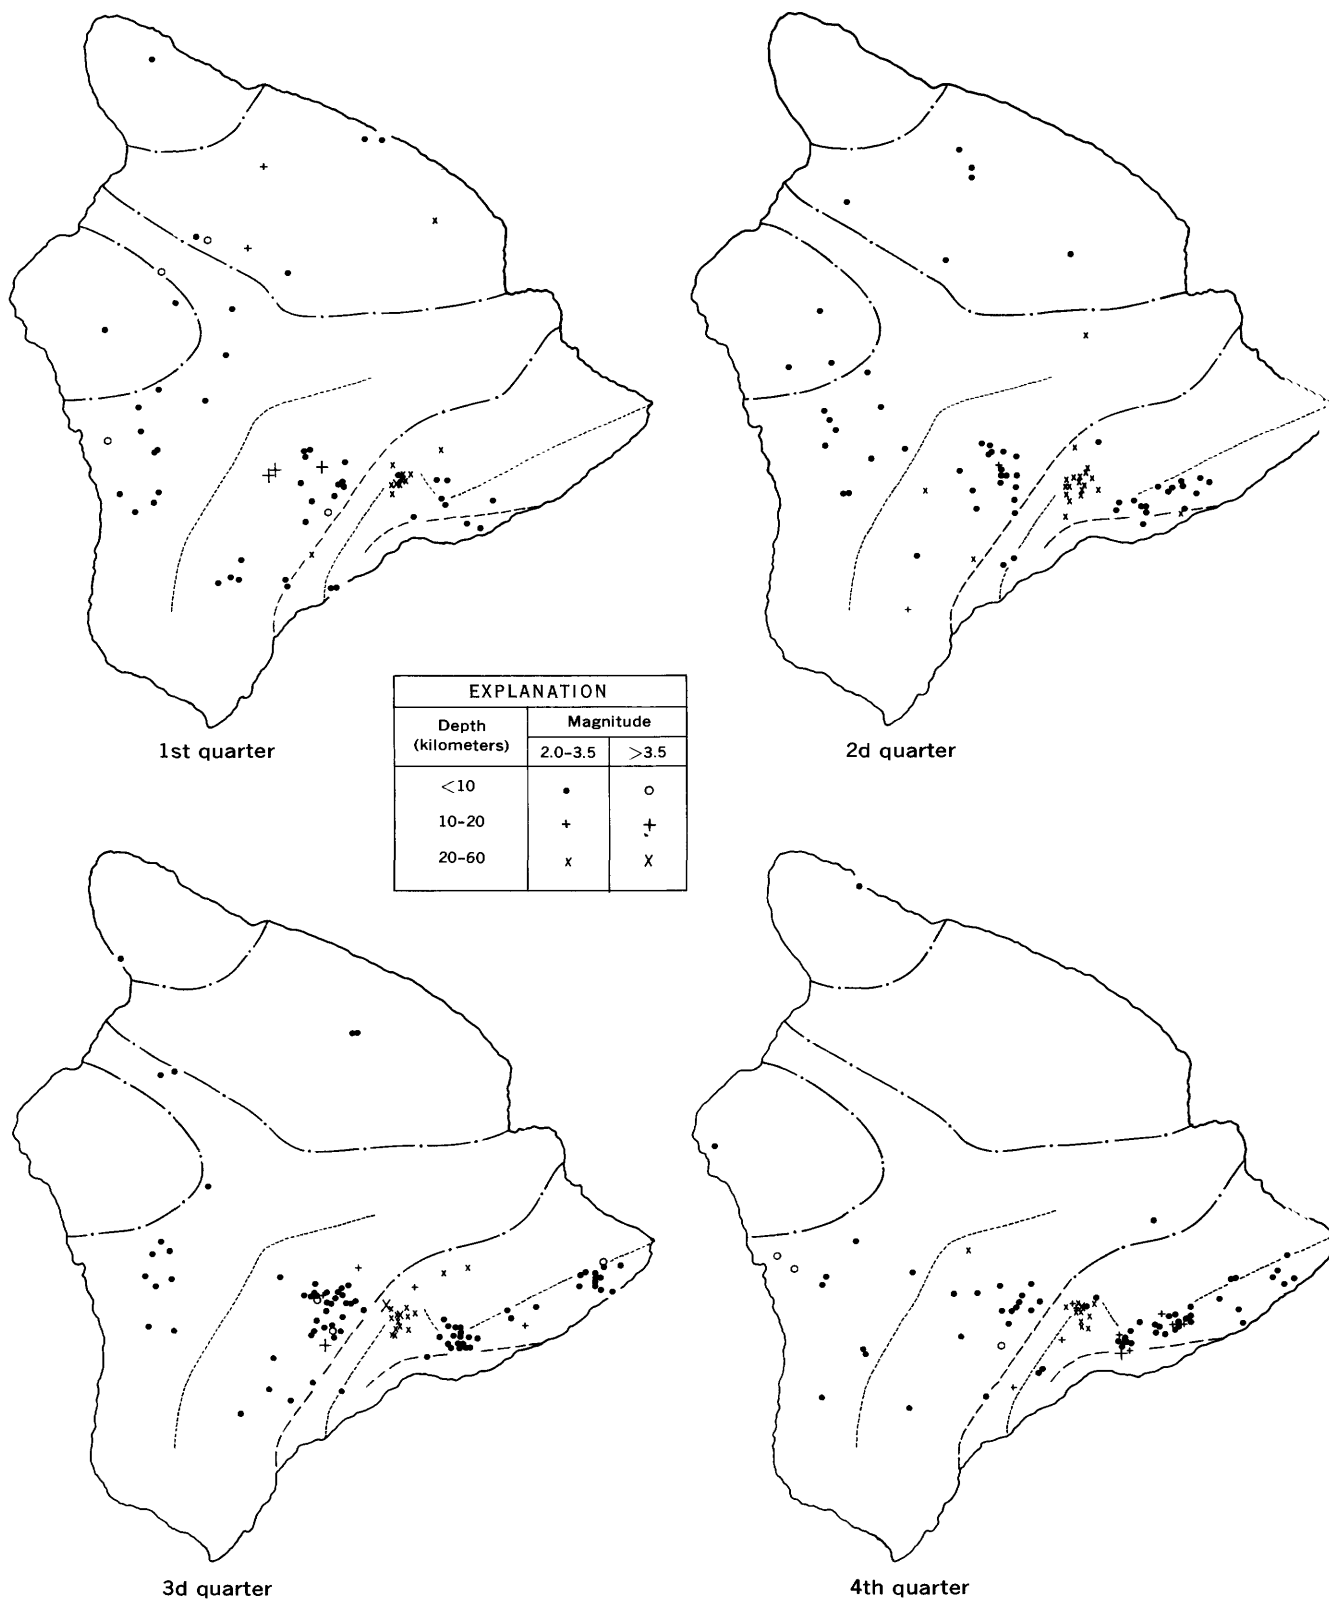 1st quarter
2d quarter
EXPLANATION
Depth (kilometers)
Magnitude
2.0-3.5 >3.5
<10
10-20
20-60
3d quarter
4th quarter